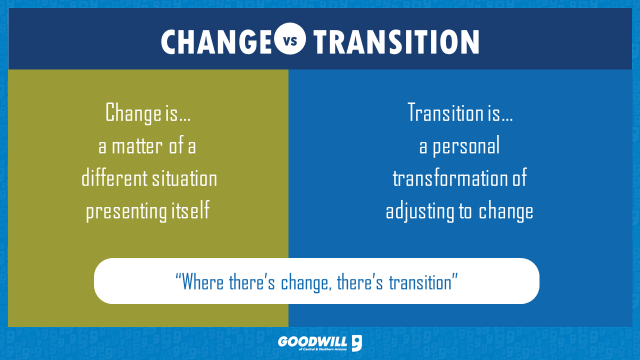 CHANGE vs TRANSITION
Change is...
a matter of a
different situation
presenting itself
Transition is...
a personal
transformation of
adjusting to change
“Where there’s change, there’s transition”
GOODWILL
of Central & Northern Arizona